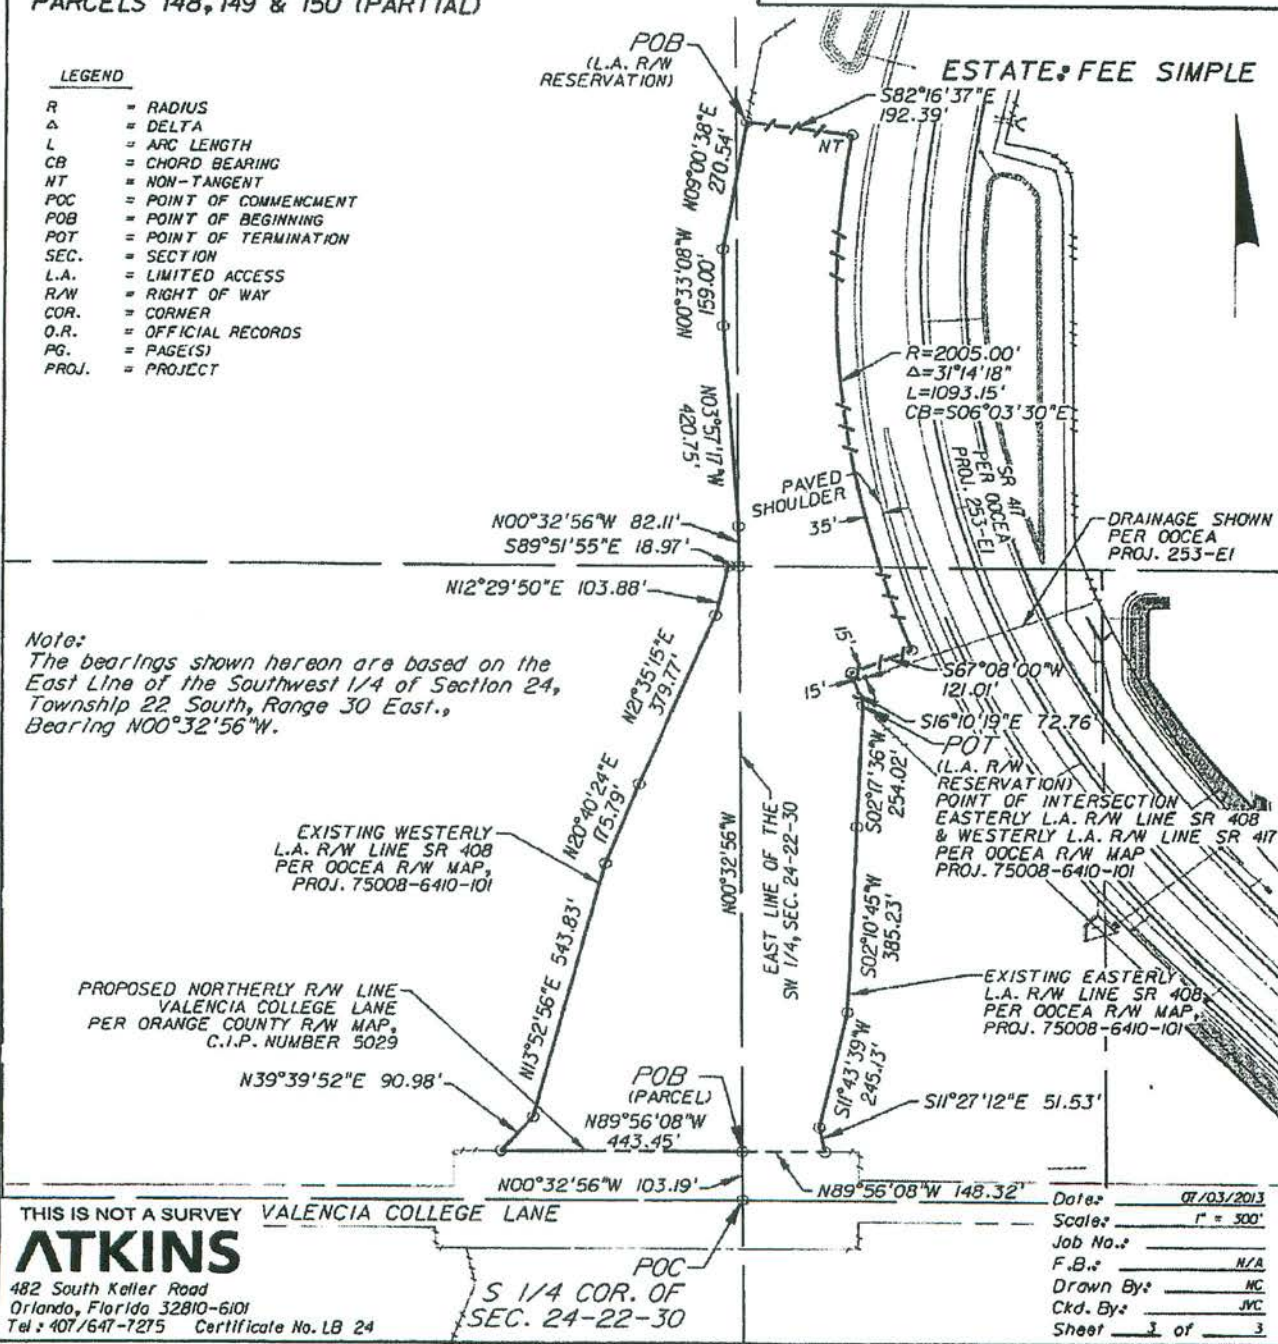 PARCELS 148, 149 & 150 (PARTIAL)
LEGEND
R = RADIUS
Δ = DELTA
L = ARC LENGTH
CB = CHORD BEARING
NT = NON-TANGENT
POC = POINT OF COMMENCMENT
POB = POINT OF BEGINNING
POT = POINT OF TERMINATION
SEC. = SECTION
L.A. = LIMITED ACCESS
R/W = RIGHT OF WAY
COR. = CORNER
O.R. = OFFICIAL RECORDS
PG. = PAGE(S)
PROJ. = PROJECT
POB
(L.A. R/W
RESERVATION)
ESTATE: FEE SIMPLE
S82°16'37"E
192.39'
NT
N09°00'38"E
270.54'
N00°33'08"W
159.00'
N03°57'17"W
420.75'
R=2005.00'
Δ=31°14'18"
L=1093.15'
CB=S06°03'30"E
SR 417
PER OOCEA
PROJ. 253-E1
PAVED
SHOULDER
35'
DRAINAGE SHOWN
PER OOCEA
PROJ. 253-E1
N00°32'56"W 82.11'
S89°51'55"E 18.97'
N12°29'50"E 103.88'
Note:
The bearings shown hereon are based on the
East Line of the Southwest 1/4 of Section 24,
Township 22 South, Range 30 East.,
Bearing N00°32'56"W.
N21°35'15"E
379.77'
15'
15'
S67°08'00"W
121.01'
S16°10'19"E 72.76'
POT
(L.A. R/W
RESERVATION)
POINT OF INTERSECTION
EASTERLY L.A. R/W LINE SR 408
& WESTERLY L.A. R/W LINE SR 417
PER OOCEA R/W MAP
PROJ. 75008-6410-101
S02°17'36"W
254.02'
N20°40'24"E
175.79'
EXISTING WESTERLY
L.A. R/W LINE SR 408
PER OOCEA R/W MAP,
PROJ. 75008-6410-101
N00°32'56"W
EAST LINE OF THE
SW 1/4, SEC. 24-22-30
S02°10'45"W
385.23'
N13°52'56"E 543.83'
EXISTING EASTERLY
L.A. R/W LINE SR 408,
PER OOCEA R/W MAP,
PROJ. 75008-6410-101
PROPOSED NORTHERLY R/W LINE
VALENCIA COLLEGE LANE
PER ORANGE COUNTY R/W MAP,
C.I.P. NUMBER 5029
N39°39'52"E 90.98'
S11°43'39"W
245.13'
POB
(PARCEL)
N89°56'08"W
443.45'
S11°27'12"E 51.53'
N00°32'56"W 103.19'
N89°56'08"W 148.32'
THIS IS NOT A SURVEY
VALENCIA COLLEGE LANE
ATKINS
482 South Keller Road
Orlando, Florida 32810-6101
Tel : 407/647-7275 Certificate No. LB 24
POC
S 1/4 COR. OF
SEC. 24-22-30
Date: 07/03/2013
Scale: 1" = 300'
Job No.:
F.B.: N/A
Drawn By: NC
Ckd. By: JVC
Sheet 3 of 3